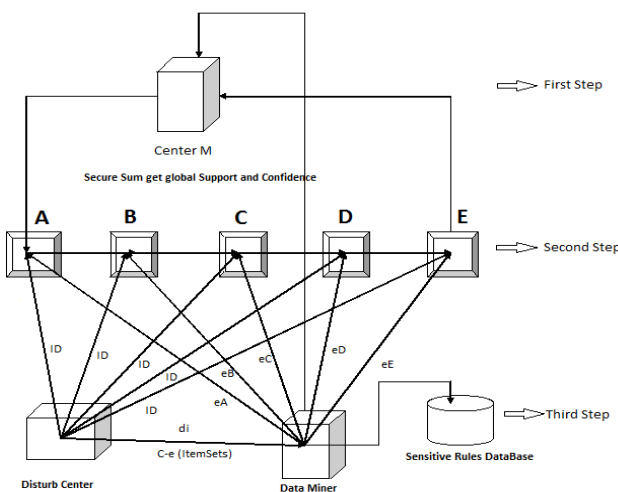 First Step
Center M
Secure Sum get global Support and Confidence
A B C D E
Second Step
ID ID ID ID ID eB eA eC eD eE
di
C-e (ItemSets)
Third Step
Sensitive Rules DataBase
Disturb Center
Data Miner